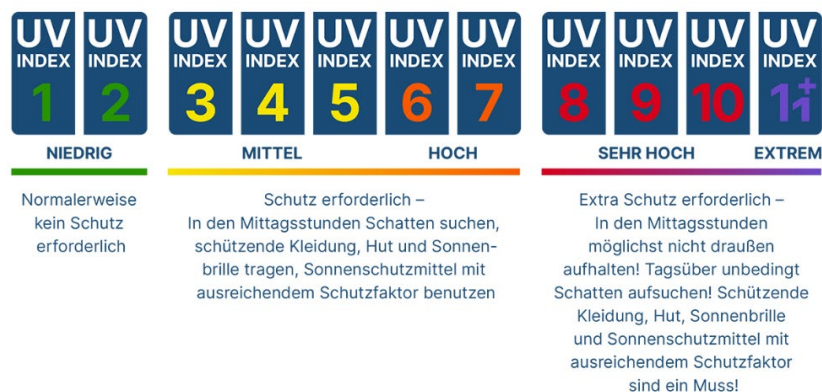 UV INDEX 1
UV INDEX 2
UV INDEX 3
UV INDEX 4
UV INDEX 5
UV INDEX 6
UV INDEX 7
UV INDEX 8
UV INDEX 9
UV INDEX 10
UV INDEX 11+
NIEDRIG
MITTEL
HOCH
SEHR HOCH
EXTREM
Normalerweise
kein Schutz
erforderlich
Schutz erforderlich –
In den Mittagsstunden Schatten suchen,
schützende Kleidung, Hut und Sonnen-
brille tragen, Sonnenschutzmittel mit
ausreichendem Schutzfaktor benutzen
Extra Schutz erforderlich –
In den Mittagsstunden
möglichst nicht draußen
aufhalten! Tagsüber unbedingt
Schatten aufsuchen! Schützende
Kleidung, Hut, Sonnenbrille
und Sonnenschutzmittel mit
ausreichendem Schutzfaktor
sind ein Muss!